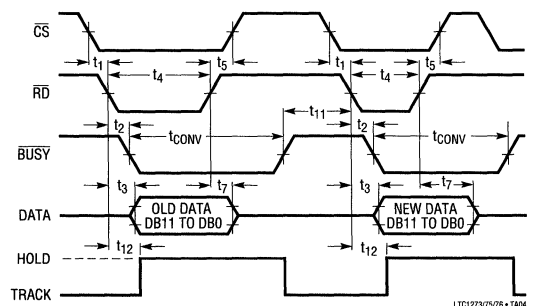 CS
t1 t4 t5 t1 t4 t5
RD
t11
t2 tCONV t2 tCONV
BUSY
t3 t7 t3 t7
DATA OLD DATA NEW DATA
DB11 TO DB0 DB11 TO DB0
t12 t12
HOLD
TRACK
LTC1273/75/76 • TA04